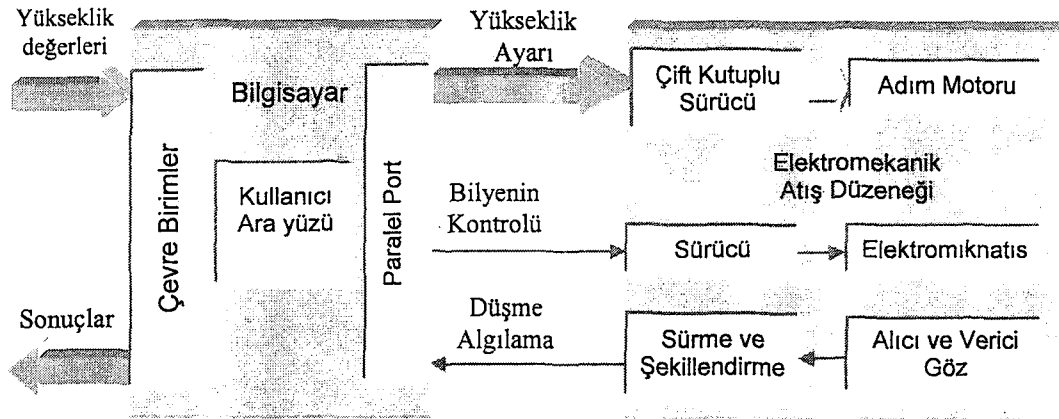 Yükseklik
değerleri
Bilgisayar
Çevre Birimler
Kullanıcı
Ara yüzü
Paralel Port
Sonuçlar
Yükseklik
Ayarı
Çift Kutuplu
Sürücü
Adım Motoru
Elektromekanik
Atış Düzeneği
Bilyenin
Kontrolü
Sürücü
Elektromıknatıs
Düşme
Algılama
Sürme ve
Şekillendirme
Alıcı ve Verici
Göz